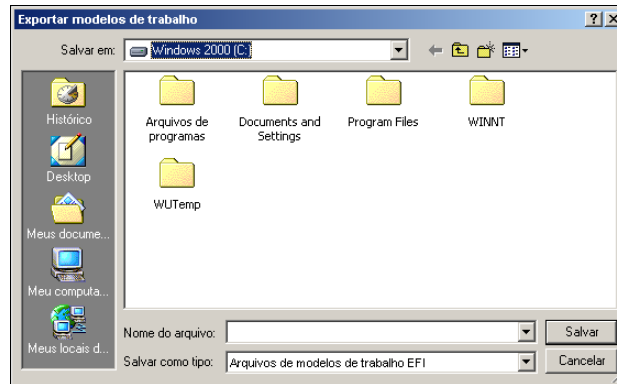 Exportar modelos de trabalho
Salvar em: Windows 2000 (C:)
Histórico
Desktop
Meus docume...
Meu computa...
Meus locais d...
Arquivos de programas
Documents and Settings
Program Files
WINNT
WUTemp
Nome do arquivo:
Salvar
Salvar como tipo: Arquivos de modelos de trabalho EFI
Cancelar